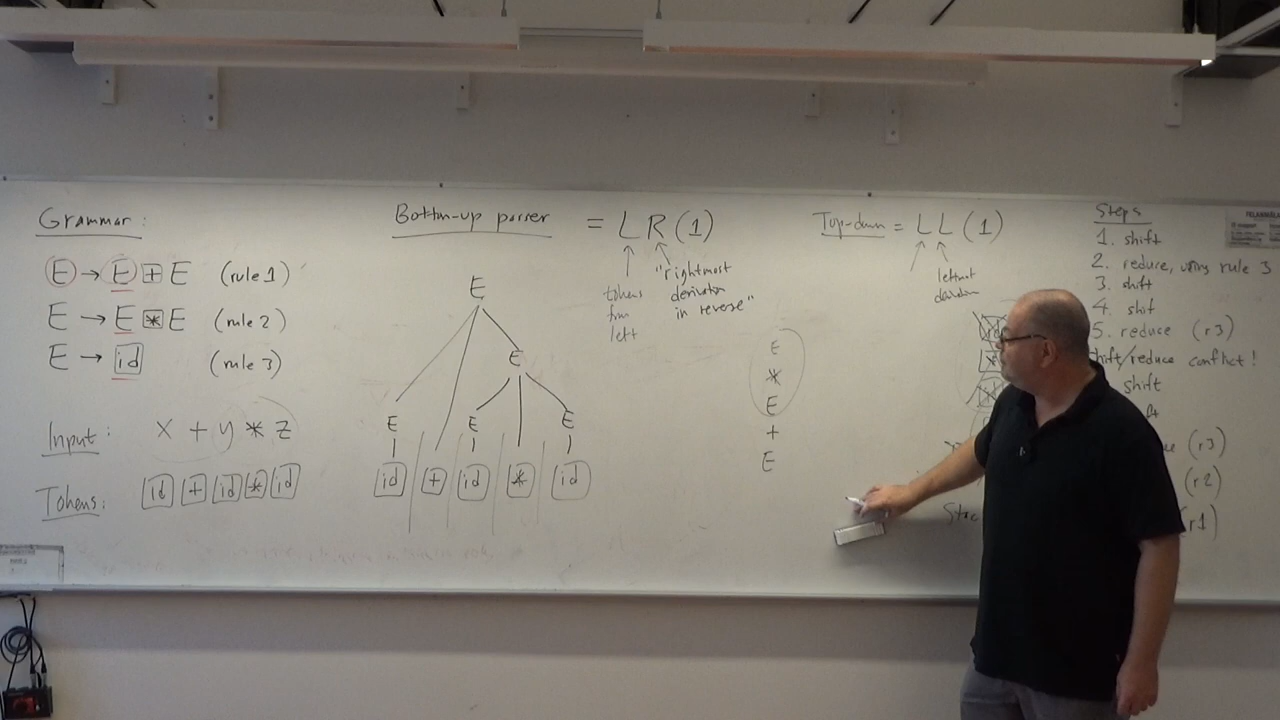 Grammar:
E → E + E (rule 1)
E → E * E (rule 2)
E → id (rule 3)
Input: x + y * z
Tokens: id + id * id
Bottom-up parser = LR(1)
tokens
from
left
"rightmost
derivation
in reverse"
E
E
E E E
id + id * id
Top-down = LL(1)
leftmost
derivation
E
*
E
+
E
Steps
1. shift
2. reduce, using rule 3
3. shift
4. shift
5. reduce (r3)
shift/reduce conflict!
shift
(r3)
(r2)
(r1)